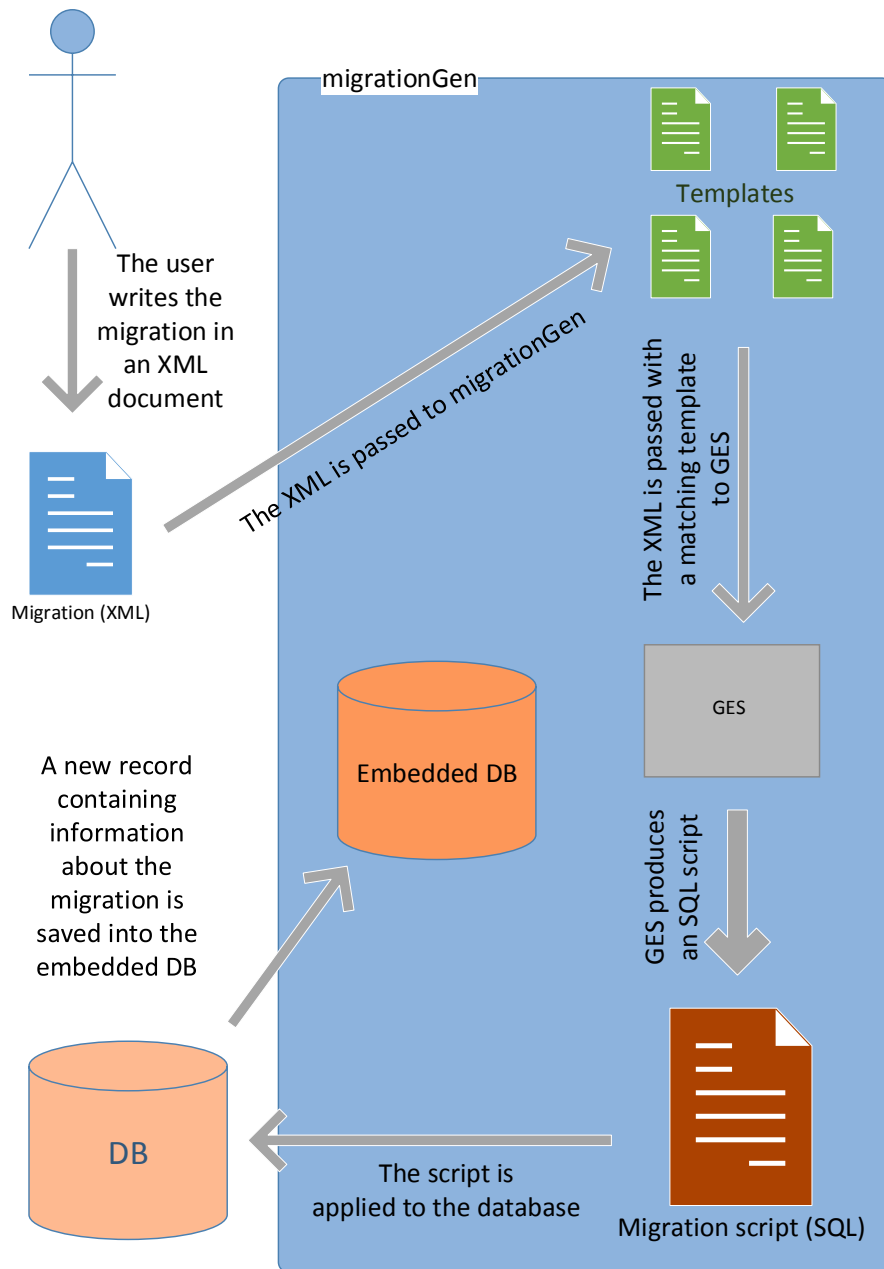 migrationGen
Templates
The user
writes the
migration in
an XML
document
The XML is passed to migrationGen
The XML is passed with
a matching template
to GES
Migration (XML)
GES
Embedded DB
A new record
containing
information
about the
migration is
saved into the
embedded DB
GES produces
an SQL script
DB
The script is
applied to the database
Migration script (SQL)